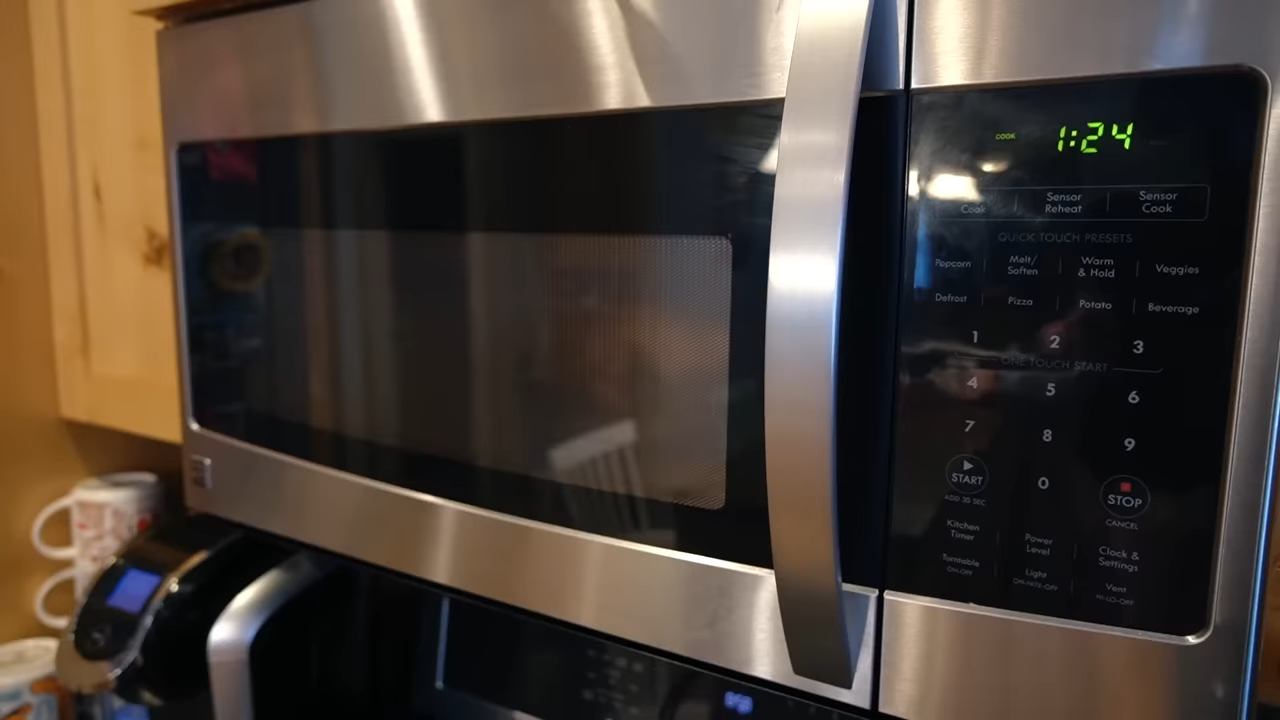 COOK 1:24
Cook Sensor Reheat Sensor Cook
QUICK TOUCH PRESETS
Popcorn Melt/ Soften Warm & Hold Veggies
Defrost Pizza Potato Beverage
1 2 3
ONE TOUCH START
4 5 6
7 8 9
START 0 STOP
ADD 30 SEC CANCEL
Kitchen Timer Power Level Clock & Settings
Turntable ON-OFF Light ON-NITE-OFF Vent HI-LO-OFF